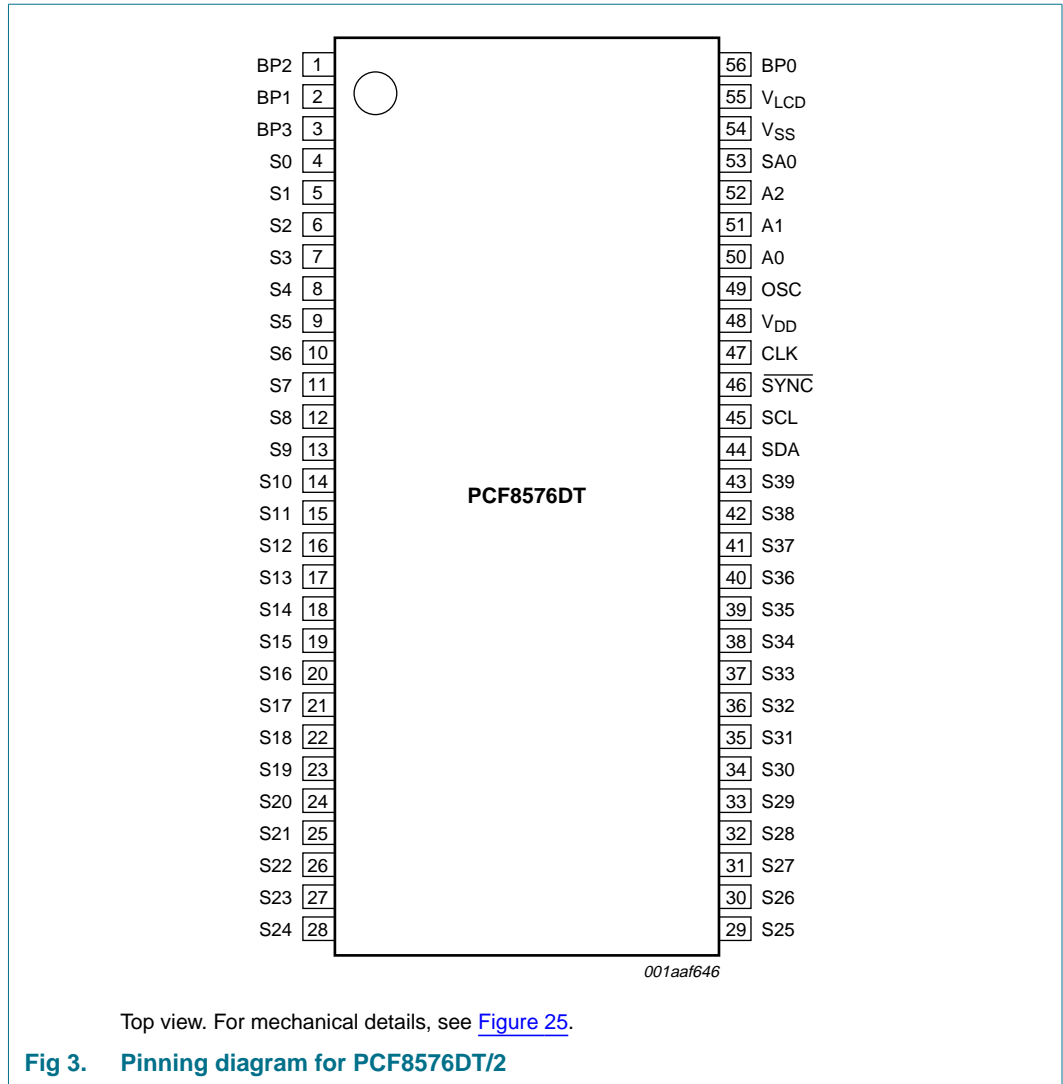 BP2 1 56 BP0
BP1 2 55 VLCD
BP3 3 54 VSS
S0 4 53 SA0
S1 5 52 A2
S2 6 51 A1
S3 7 50 A0
S4 8 49 OSC
S5 9 48 VDD
S6 10 47 CLK
S7 11 46 SYNC
S8 12 45 SCL
S9 13 44 SDA
S10 14 43 S39
PCF8576DT
S11 15 42 S38
S12 16 41 S37
S13 17 40 S36
S14 18 39 S35
S15 19 38 S34
S16 20 37 S33
S17 21 36 S32
S18 22 35 S31
S19 23 34 S30
S20 24 33 S29
S21 25 32 S28
S22 26 31 S27
S23 27 30 S26
S24 28 29 S25
001aaf646
Top view. For mechanical details, see Figure 25.
Fig 3. Pinning diagram for PCF8576DT/2